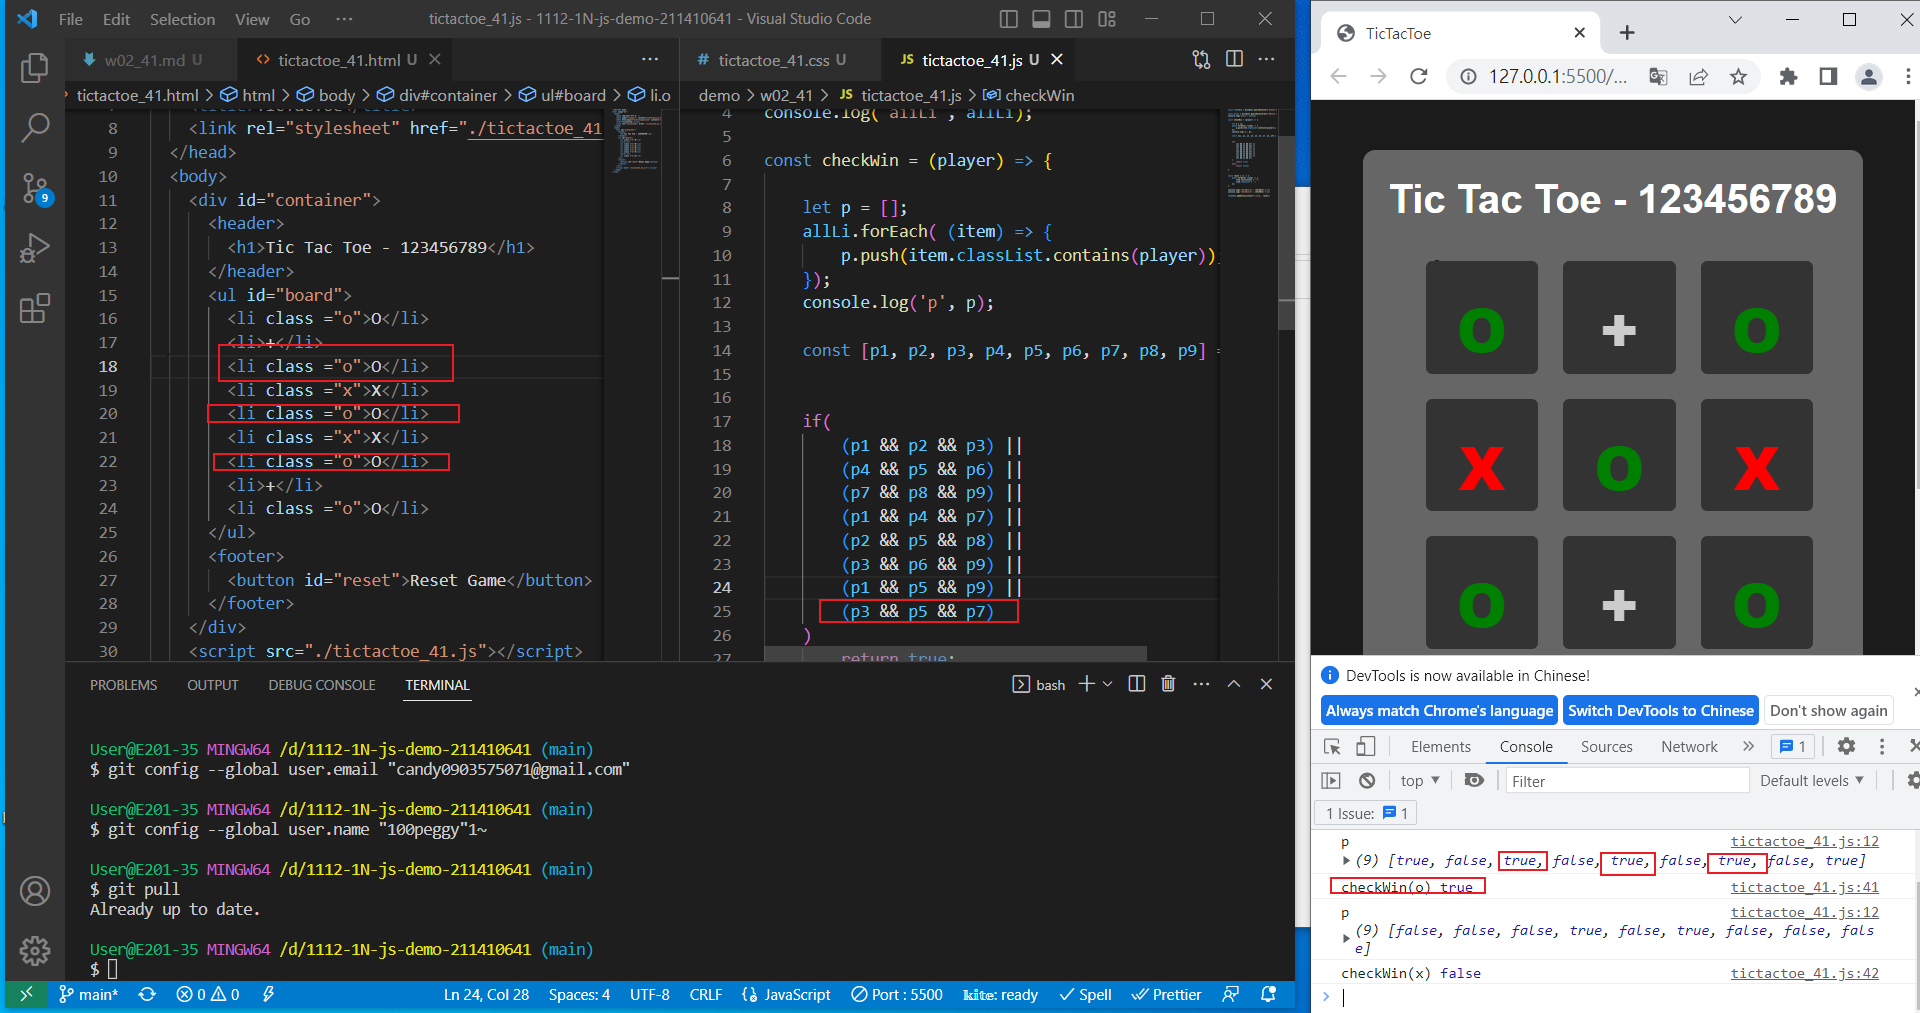 File Edit Selection View Go ··· tictactoe_41.js - 1112-1N-js-demo-211410641 - Visual Studio Code
w02_41.md U
<> tictactoe_41.html U
# tictactoe_41.css U
JS tictactoe_41.js U
tictactoe_41.html > html > body > div#container > ul#board > li.o
8 <link rel="stylesheet" href="./tictactoe_41
9 </head>
10 <body>
11 <div id="container">
12 <header>
13 <h1>Tic Tac Toe - 123456789</h1>
14 </header>
15 <ul id="board">
16 <li class ="o">O</li>
17 <li>+</li>
18 <li class ="o">O</li>
19 <li class ="x">X</li>
20 <li class ="o">O</li>
21 <li class ="x">X</li>
22 <li class ="o">O</li>
23 <li>+</li>
24 <li class ="o">O</li>
25 </ul>
26 <footer>
27 <button id="reset">Reset Game</button>
28 </footer>
29 </div>
30 <script src="./tictactoe_41.js"></script>
demo > w02_41 > JS tictactoe_41.js > checkWin
4 console.log('allLi', allLi);
5
6 const checkWin = (player) => {
7
8 let p = [];
9 allLi.forEach( (item) => {
10 p.push(item.classList.contains(player))
11 });
12 console.log('p', p);
13
14 const [p1, p2, p3, p4, p5, p6, p7, p8, p9] =
15
16
17 if(
18 (p1 && p2 && p3) ||
19 (p4 && p5 && p6) ||
20 (p7 && p8 && p9) ||
21 (p1 && p4 && p7) ||
22 (p2 && p5 && p8) ||
23 (p3 && p6 && p9) ||
24 (p1 && p5 && p9) ||
25 (p3 && p5 && p7)
26 )
27 return true;
PROBLEMS OUTPUT DEBUG CONSOLE TERMINAL
bash
User@E201-35 MINGW64 /d/1112-1N-js-demo-211410641 (main)
$ git config --global user.email "candy0903575071@gmail.com"
User@E201-35 MINGW64 /d/1112-1N-js-demo-211410641 (main)
$ git config --global user.name "100peggy"1~
User@E201-35 MINGW64 /d/1112-1N-js-demo-211410641 (main)
$ git pull
Already up to date.
User@E201-35 MINGW64 /d/1112-1N-js-demo-211410641 (main)
$
9
main* 0 0 Ln 24, Col 28 Spaces: 4 UTF-8 CRLF {} JavaScript Port : 5500 kite: ready Spell Prettier
TicTacToe
127.0.0.1:5500/...
Tic Tac Toe - 123456789
O + O
X O X
O + O
DevTools is now available in Chinese!
Always match Chrome's language Switch DevTools to Chinese Don't show again
Elements Console Sources Network » 1
top Filter Default levels
1 Issue: 1
p tictactoe_41.js:12
(9) [true, false, true, false, true, false, true, false, true]
checkWin(o) true tictactoe_41.js:41
p tictactoe_41.js:12
(9) [false, false, false, true, false, true, false, false, fals
e]
checkWin(x) false tictactoe_41.js:42